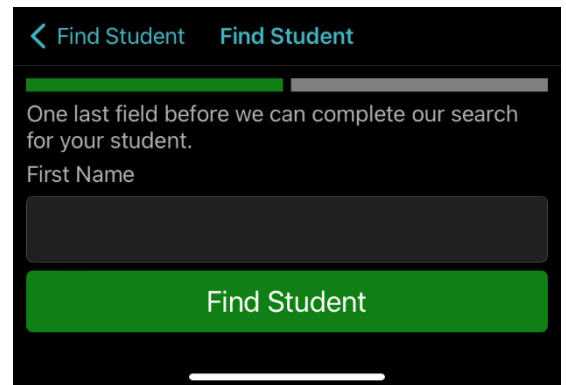 Find Student Find Student
One last field before we can complete our search
for your student.
First Name
Find Student